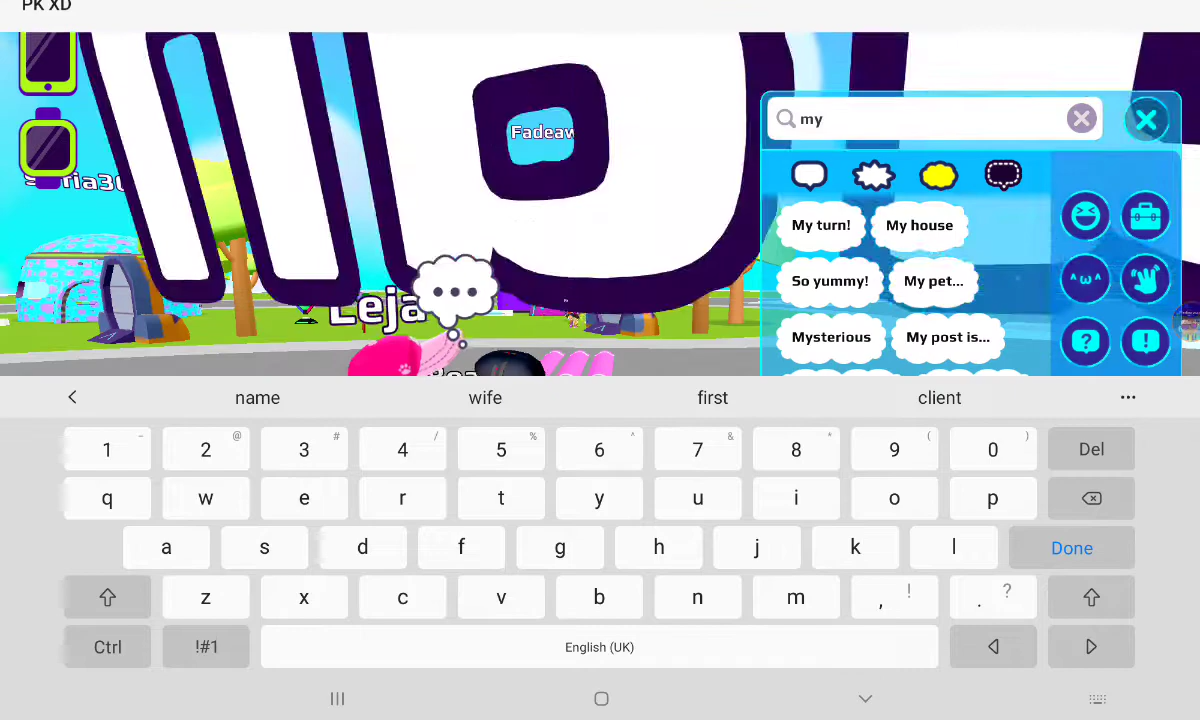 PK XD
my
Fadeaw
My turn! My house
So yummy! My pet...
Leja
Mysterious My post is...
name wife first client ...
1 - 2 @ 3 # 4 / 5 % 6 ^ 7 & 8 * 9 ( 0 ) Del
q w e r t y u i o p
a s d f g h j k l Done
z x c v b n m , ! . ?
Ctrl !#1 English (UK)